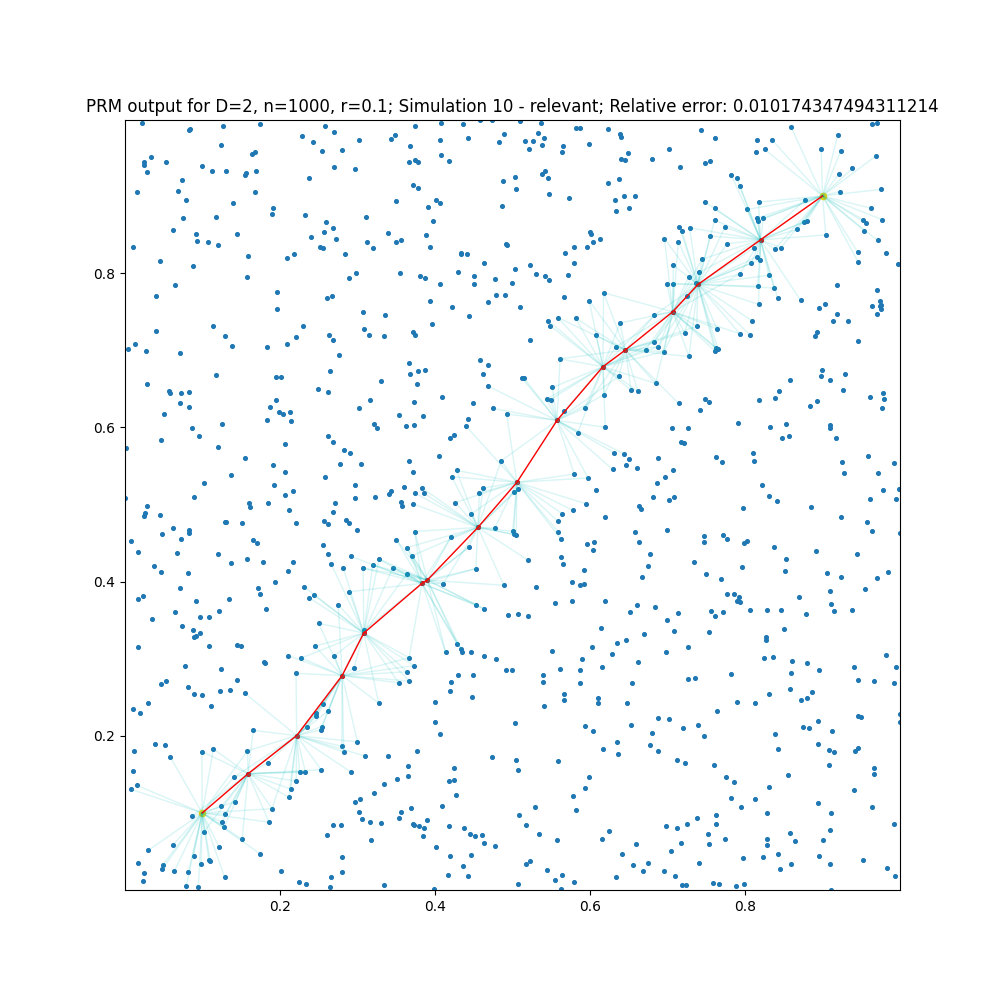 PRM output for D=2, n=1000, r=0.1; Simulation 10 - relevant; Relative error: 0.010174347494311214
0.8
0.6
0.4
0.2
0.2 0.4 0.6 0.8